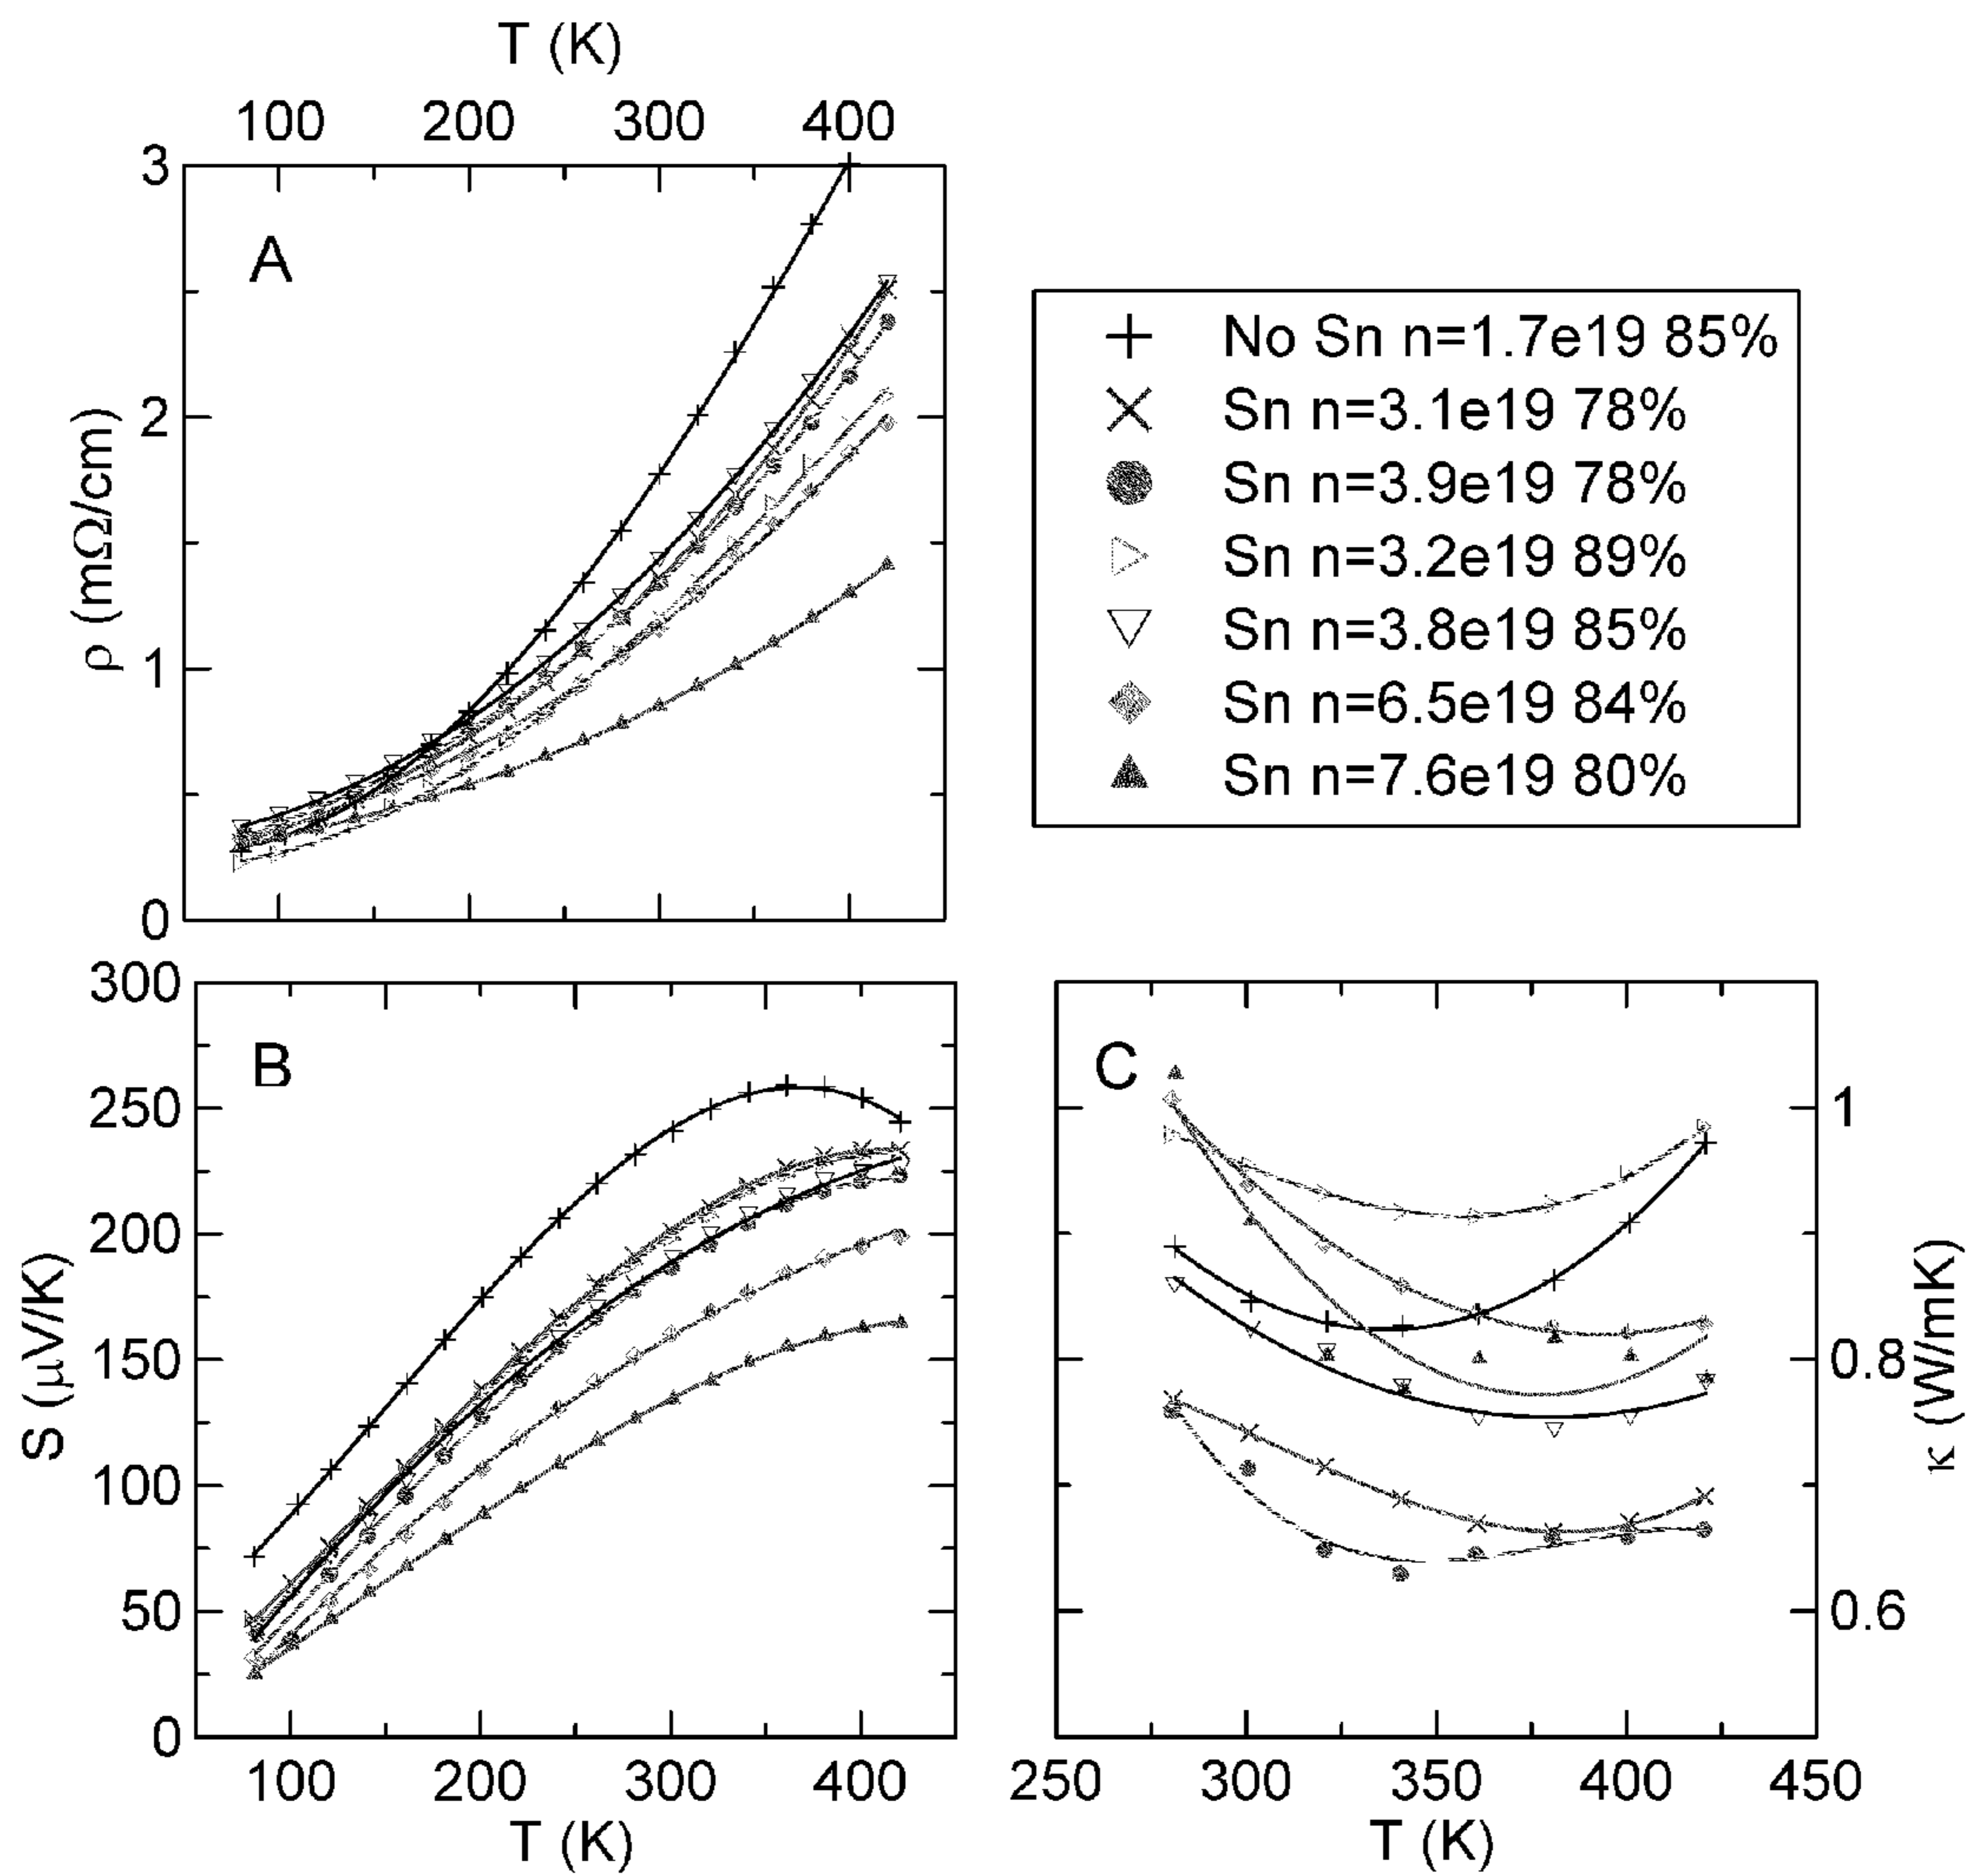 T (K)
100 200 300 400
3
2
1
0
ρ (mΩ/cm)
A
No Sn n=1.7e19 85%
Sn n=3.1e19 78%
Sn n=3.9e19 78%
Sn n=3.2e19 89%
Sn n=3.8e19 85%
Sn n=6.5e19 84%
Sn n=7.6e19 80%
300
250
200
150
100
50
0
S (μV/K)
B
100 200 300 400
T (K)
C
1
0.8
0.6
κ (W/mK)
250 300 350 400 450
T (K)